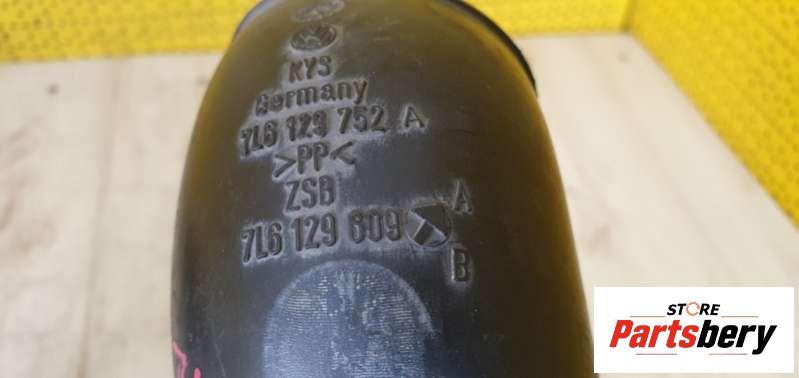 KYS
Germany
7L6 129 752 A
>PP<
ZSB
7L6 129 609 A
B
STORE
Partsbery